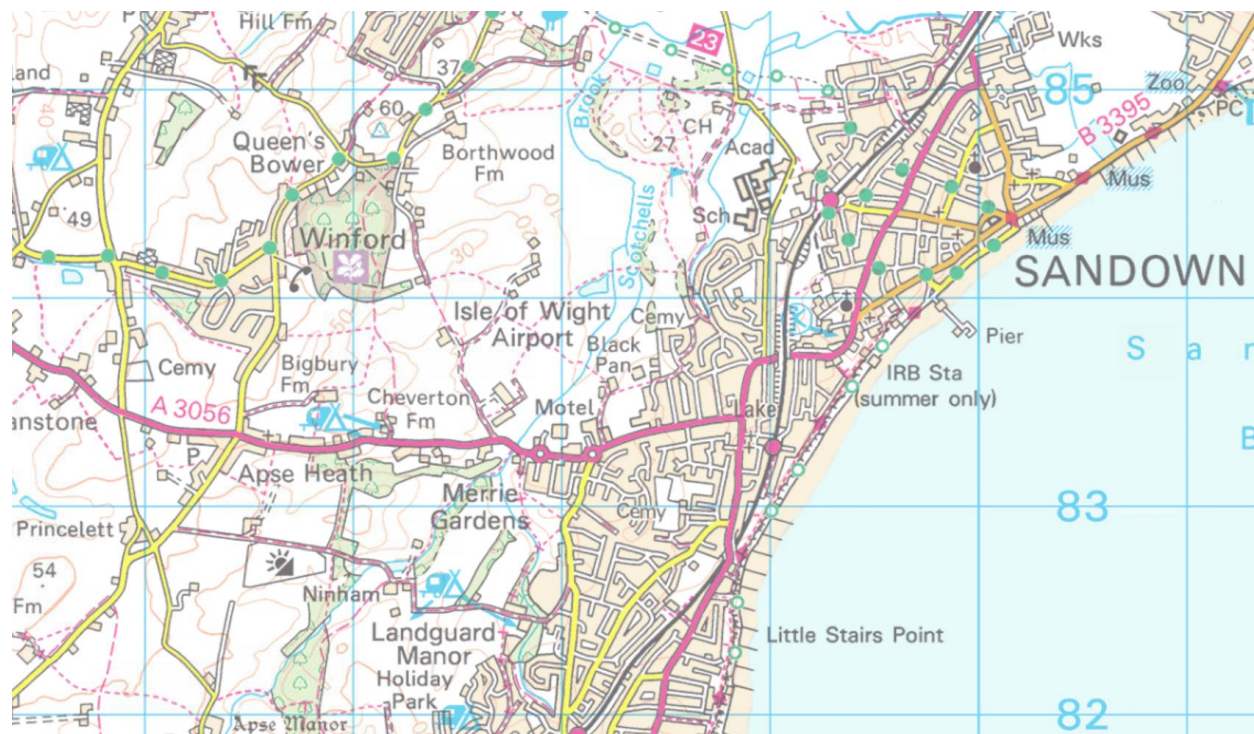 Hill Fm
P
23
Wks
land
37
Zoo
85
40
Brook
PC
60
27
CH
B 3395
Queen's
Bower
Borthwood
Fm
Acad
Mus
49
Scotchells
Sch
Winford
30
20
Mus
SANDOWN
Isle of Wight
Airport
Cemy
Pier
Black
Pan
S a n
Cemy
Bigbury
Fm
IRB Sta
(summer only)
A 3056
Cheverton
Fm
Motel
Lake
anstone
B
P
Apse Heath
Merrie
Gardens
Cemy
83
Princelett
54
Ninham
Fm
Landguard
Manor
Little Stairs Point
Holiday
Park
82
Apse Manor